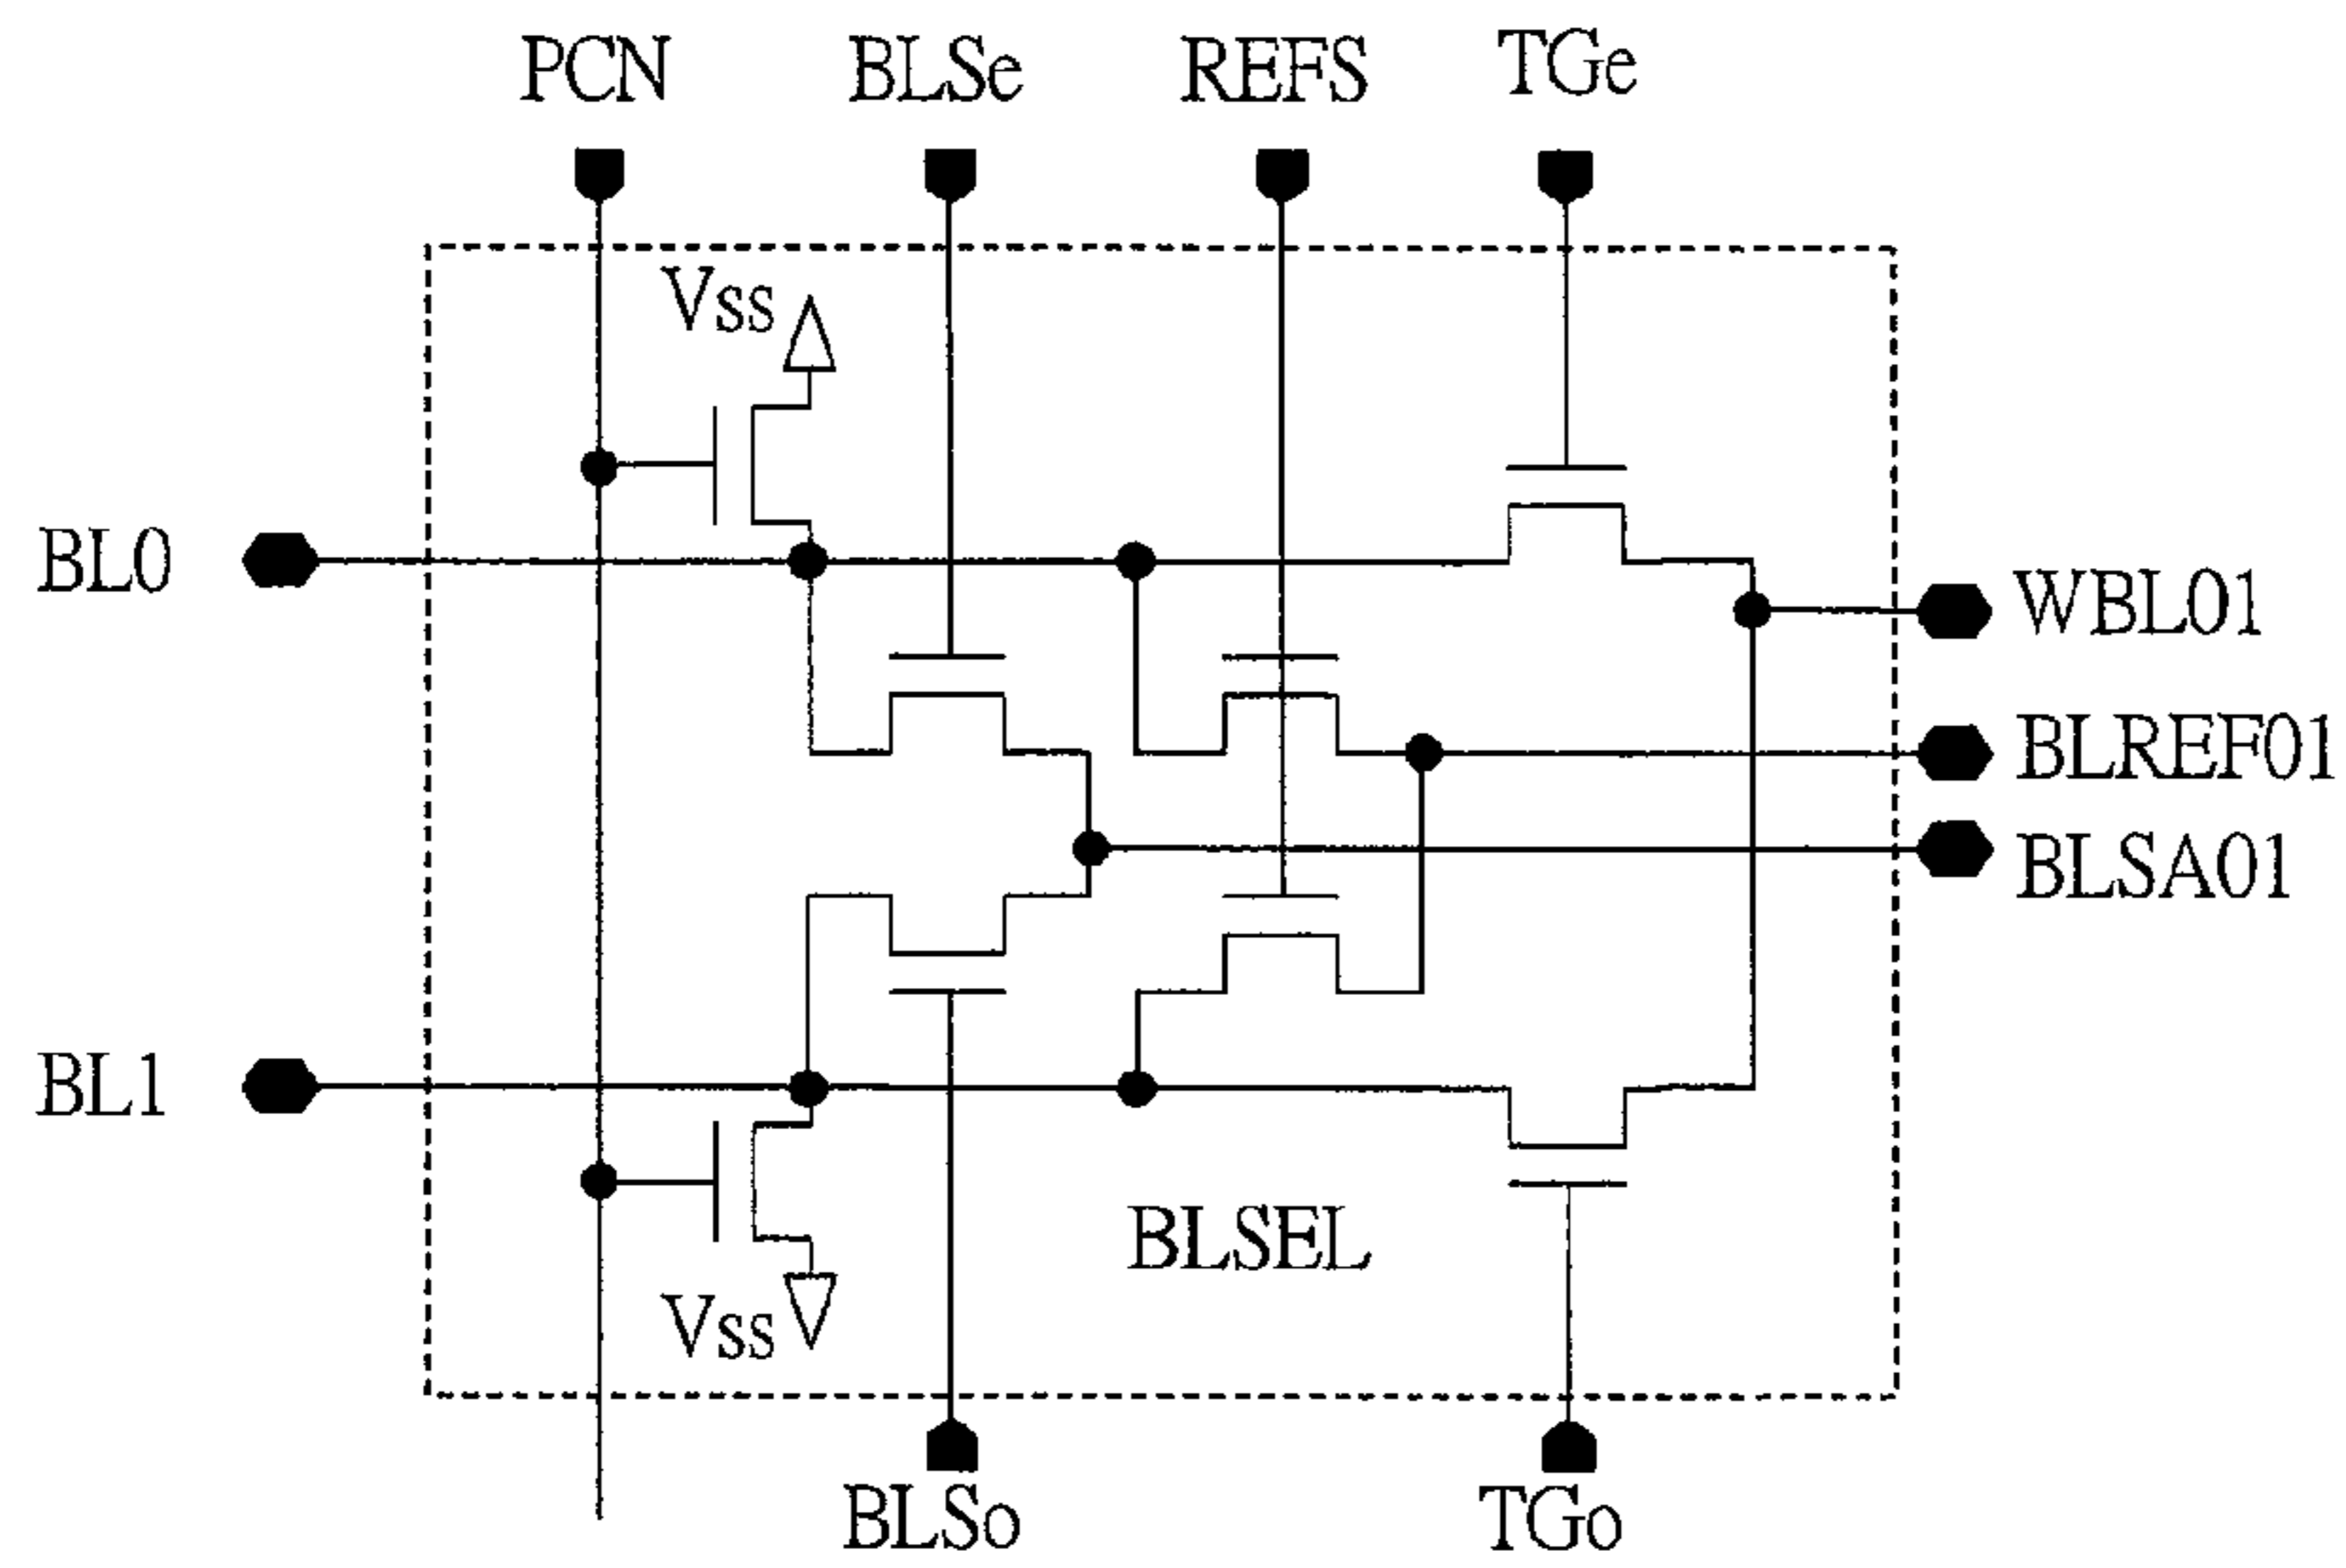 PCN
BLSe
REFS
TGe
Vss
BL0
WBL01
BLREF01
BLSA01
BL1
BLSEL
Vss
BLSo
TGo